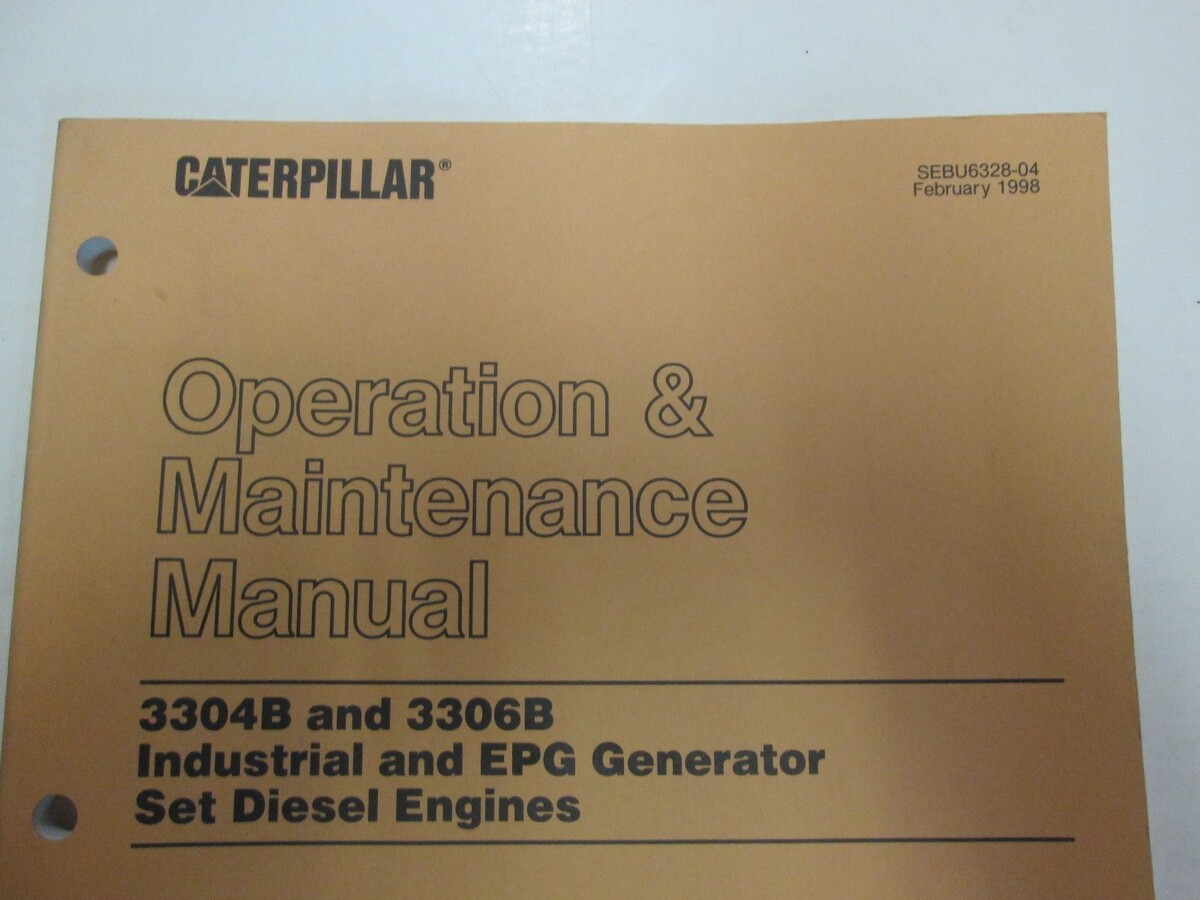 CATERPILLAR®
SEBU6328-04
February 1998
Operation &
Maintenance
Manual
3304B and 3306B
Industrial and EPG Generator
Set Diesel Engines